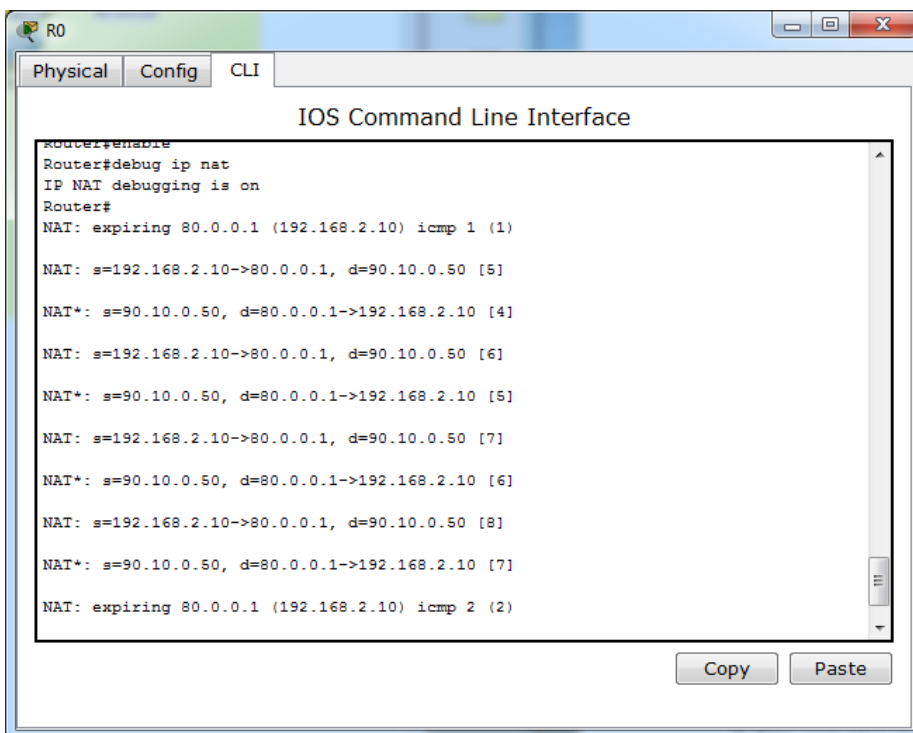 R0
Physical Config CLI
IOS Command Line Interface
Router#enable
Router#debug ip nat
IP NAT debugging is on
Router#
NAT: expiring 80.0.0.1 (192.168.2.10) icmp 1 (1)
NAT: s=192.168.2.10->80.0.0.1, d=90.10.0.50 [5]
NAT*: s=90.10.0.50, d=80.0.0.1->192.168.2.10 [4]
NAT: s=192.168.2.10->80.0.0.1, d=90.10.0.50 [6]
NAT*: s=90.10.0.50, d=80.0.0.1->192.168.2.10 [5]
NAT: s=192.168.2.10->80.0.0.1, d=90.10.0.50 [7]
NAT*: s=90.10.0.50, d=80.0.0.1->192.168.2.10 [6]
NAT: s=192.168.2.10->80.0.0.1, d=90.10.0.50 [8]
NAT*: s=90.10.0.50, d=80.0.0.1->192.168.2.10 [7]
NAT: expiring 80.0.0.1 (192.168.2.10) icmp 2 (2)
Copy Paste